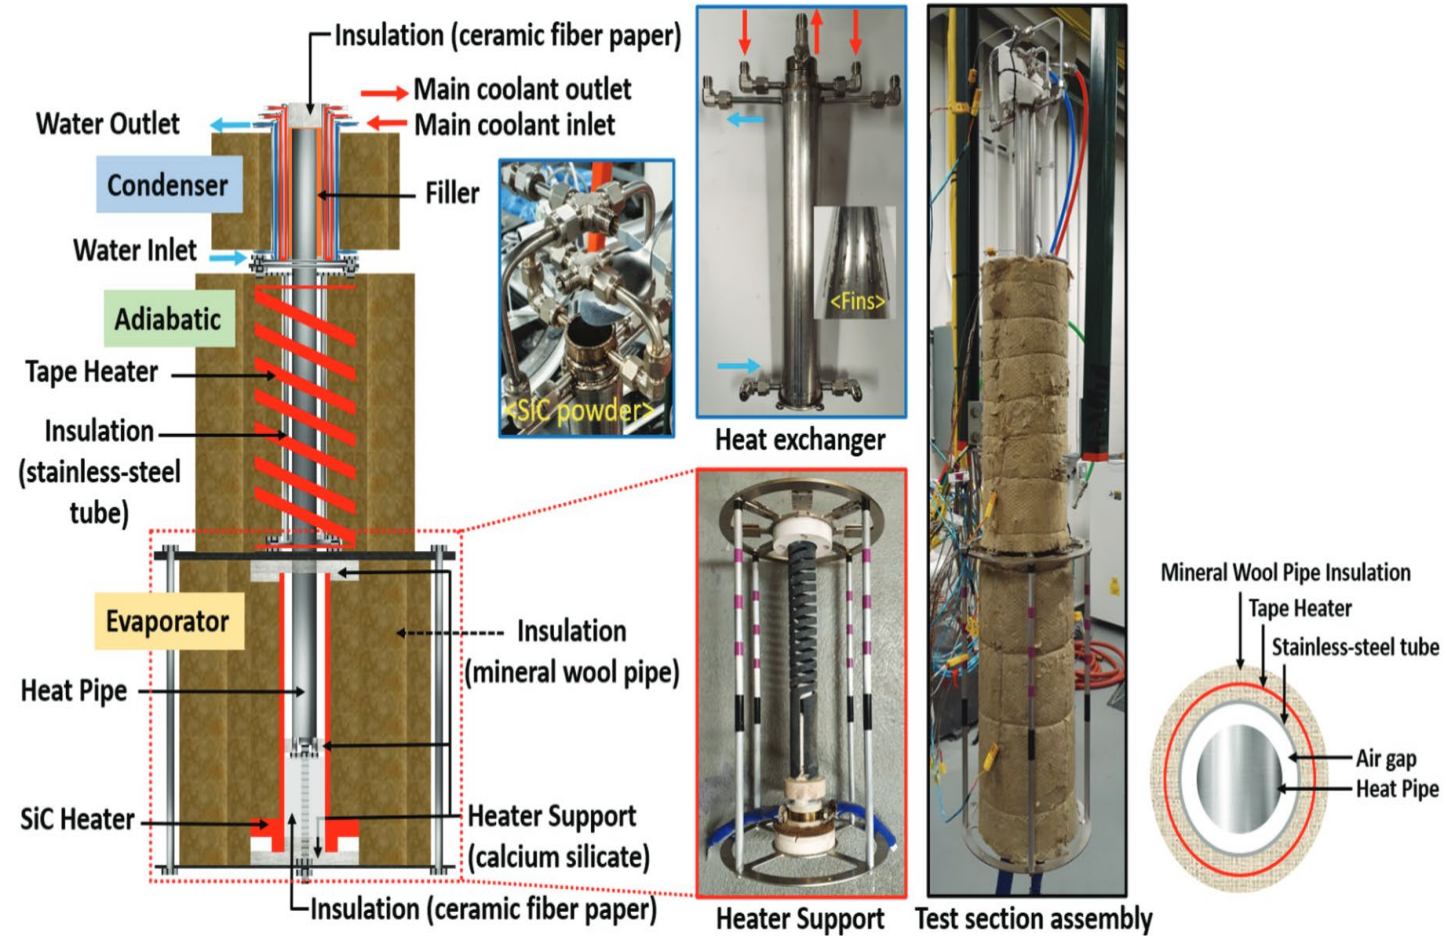 Insulation (ceramic fiber paper)
Main coolant outlet
Main coolant inlet
Water Outlet
Condenser
Filler
Water Inlet
Adiabatic
Tape Heater
Insulation
(stainless-steel
tube)
Evaporator
Insulation
(mineral wool pipe)
Heat Pipe
SiC Heater
Heater Support
(calcium silicate)
Insulation (ceramic fiber paper)
<SiC powder>
<Fins>
Heat exchanger
Heater Support
Test section assembly
Mineral Wool Pipe Insulation
Tape Heater
Stainless-steel tube
Air gap
Heat Pipe